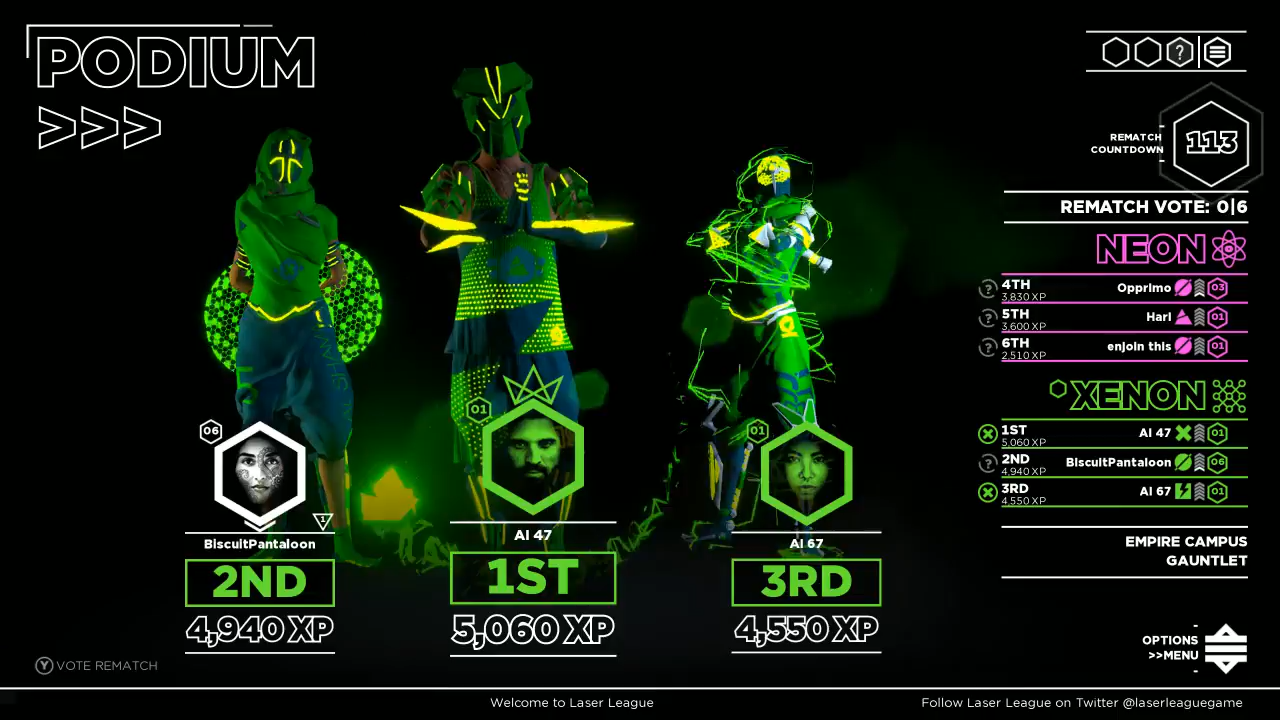 PODIUM
>>>
?
113
REMATCH
COUNTDOWN
REMATCH VOTE: 0|6
NEON
? 4TH Opprimo 03
3,830 XP
? 5TH Harl 01
3,600 XP
? 6TH enjoin this 01
2,510 XP
XENON
1ST AI 47 01
5,060 XP
? 2ND BiscuitPantaloon 06
4,940 XP
3RD AI 67 01
4,550 XP
EMPIRE CAMPUS
GAUNTLET
06
1
BiscuitPantaloon
2ND
4,940 XP
01
AI 47
1ST
5,060 XP
01
AI 67
3RD
4,550 XP
OPTIONS
>>MENU
Y VOTE REMATCH
Welcome to Laser League
Follow Laser League on Twitter @laserleaguegame